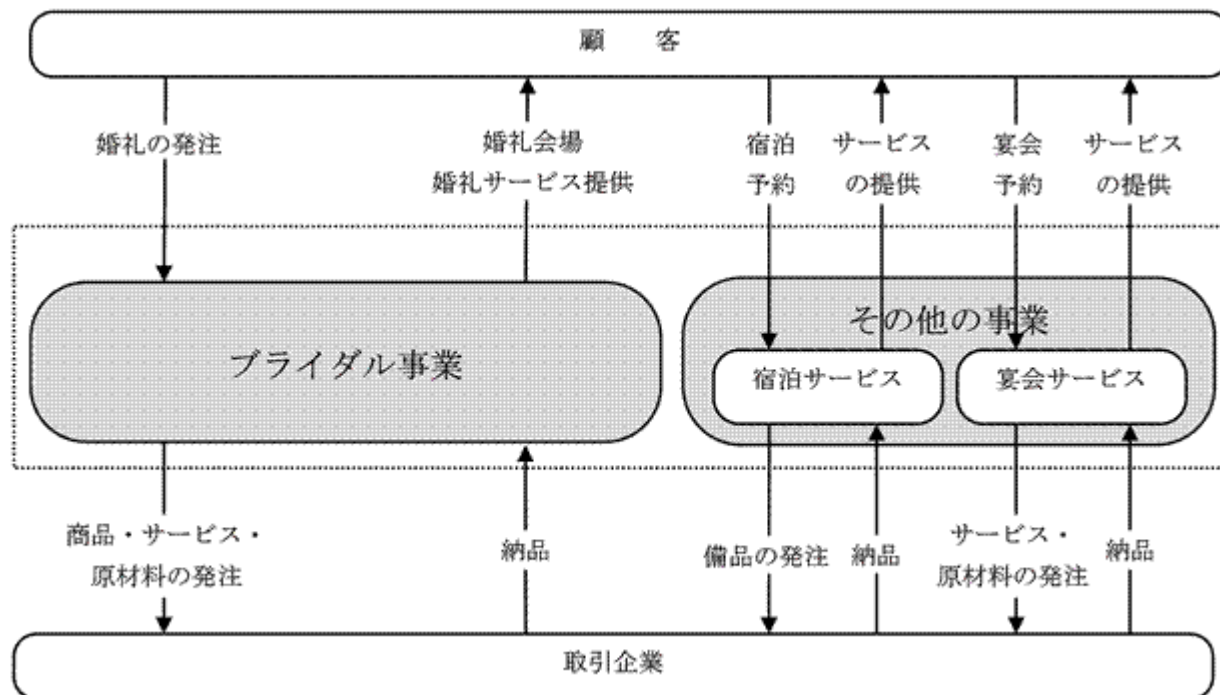 顧　客
婚礼の発注
婚礼会場
婚礼サービス提供
宿泊
予約
サービス
の提供
宴会
予約
サービス
の提供
ブライダル事業
その他の事業
宿泊サービス
宴会サービス
商品・サービス・
原材料の発注
納品
備品の発注
納品
サービス・
原材料の発注
納品
取引企業